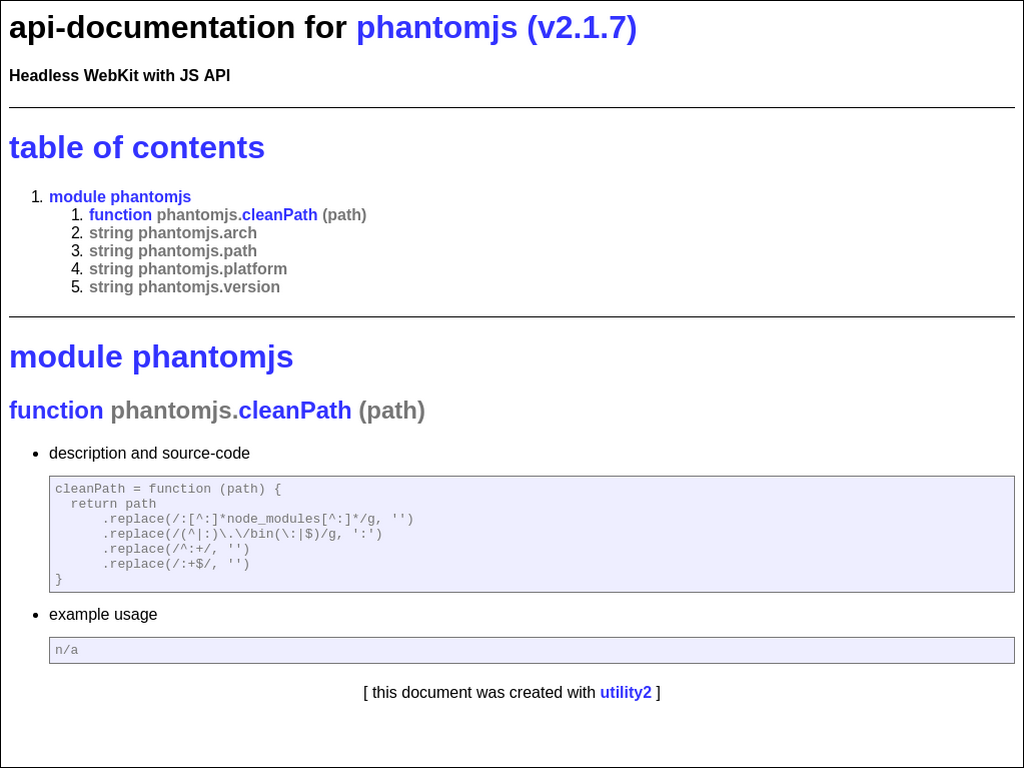 api-documentation for phantomjs (v2.1.7)
Headless WebKit with JS API
table of contents
1. module phantomjs
1. function phantomjs.cleanPath (path)
2. string phantomjs.arch
3. string phantomjs.path
4. string phantomjs.platform
5. string phantomjs.version
module phantomjs
function phantomjs.cleanPath (path)
• description and source-code
cleanPath = function (path) {
  return path
      .replace(/:[^:]*node_modules[^:]*/g, '')
      .replace(/(^|:)\.\/bin(\:|$)/g, ':')
      .replace(/^:+/, '')
      .replace(/:+$/, '')
}
• example usage
n/a
[ this document was created with utility2 ]